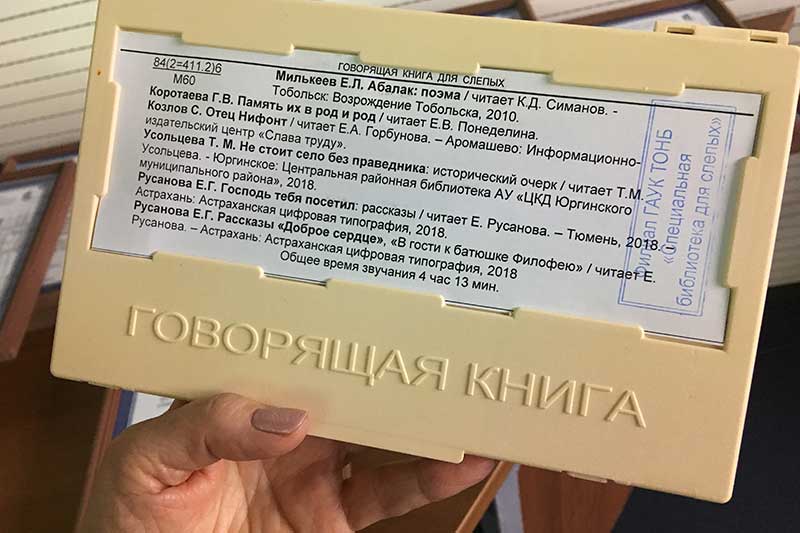 ГОВОРЯЩАЯ КНИГА ДЛЯ СЛЕПЫХ
84(2=411.2)6
М60
Милькеев Е.Л. Абалак: поэма / читает К.Д. Симанов. -
Тобольск: Возрождение Тобольска, 2010.
Коротаева Г.В. Память их в род и род / читает Е.В. Понеделина.
Козлов С. Отец Нифонт / читает Е.А. Горбунова. – Аромашево: Информационно-
издательский центр «Слава труду».
Усольцева Т. М. Не стоит село без праведника: исторический очерк / читает Т.М.
Усольцева. - Юргинское: Центральная районная библиотека АУ «ЦКД Юргинского
муниципального района», 2018.
Русанова Е.Г. Господь тебя посетил: рассказы / читает Е. Русанова. – Тюмень, 2018.
Астрахань: Астраханская цифровая типография, 2018.
Русанова Е.Г. Рассказы «Доброе сердце», «В гости к батюшке Филофею» / читает Е.
Русанова. – Астрахань: Астраханская цифровая типография, 2018
Общее время звучания 4 час 13 мин.
Филиал ГАУК ТОНБ
«Специальная
библиотека для слепых»
ГОВОРЯЩАЯ КНИГА